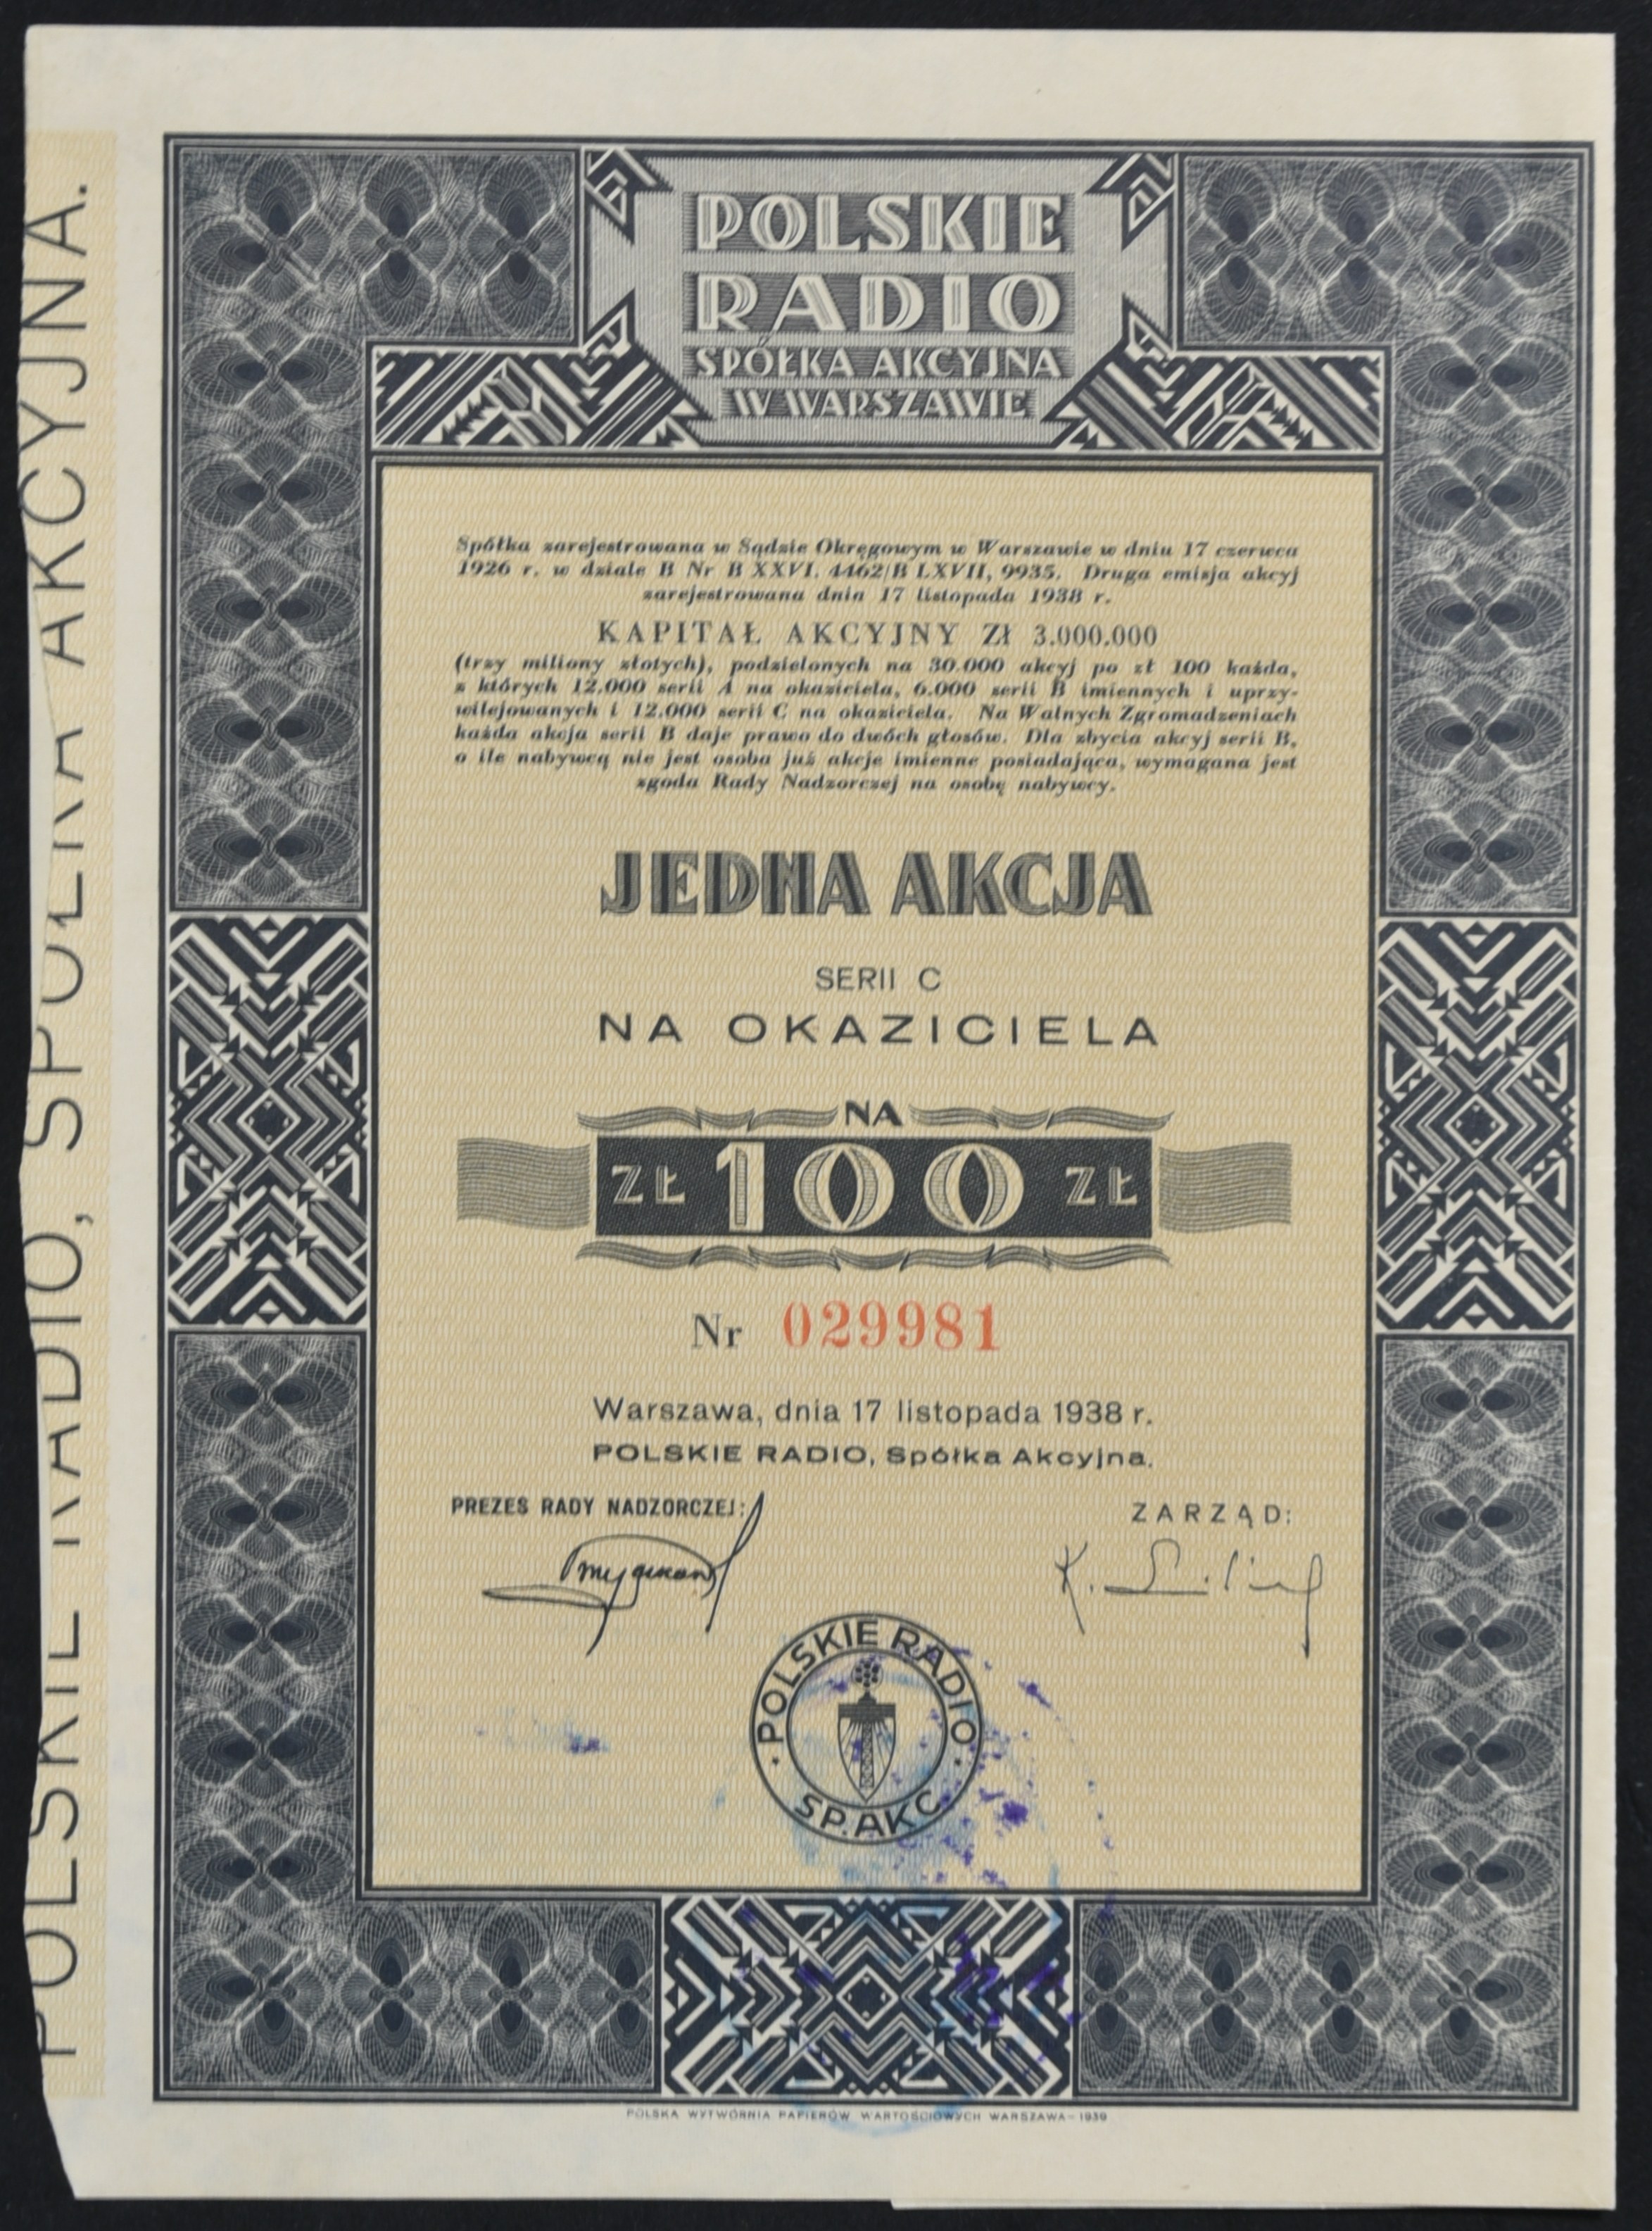 POLSKIE
RADIO
SPÓŁKA AKCYJNA
W WARSZAWIE
Spółka zarejestrowana w Sądzie Okręgowym w Warszawie w dniu 17 czerwca
1926 r. w dziale B Nr B XXVI. 4462/B LXVII, 9935. Druga emisja akcyj
zarejestrowana dnia 17 listopada 1938 r.
KAPITAŁ AKCYJNY Zł 3.000.000
(trzy miliony złotych), podzielonych na 30.000 akcyj po zł 100 każda,
z których 12.000 serii A na okaziciela, 6.000 serii B imiennych i uprzy-
wilejowanych i 12.000 serii C na okaziciela. Na Walnych Zgromadzeniach
każda akcja serii B daje prawo do dwóch głosów. Dla zbycia akcyj serii B,
o ile nabywcą nie jest osoba już akcje imienne posiadająca, wymagana jest
zgoda Rady Nadzorczej na osobę nabywcy.
JEDNA AKCJA
SERII C
NA OKAZICIELA
NA
ZŁ 100 ZŁ
Nr 029981
Warszawa, dnia 17 listopada 1938 r.
POLSKIE RADIO, Spółka Akcyjna.
PREZES RADY NADZORCZEJ:
ZARZĄD:
POLSKIE RADIO
SP. AKC.
POLSKA WYTWÓRNIA PAPIERÓW WARTOŚCIOWYCH WARSZAWA — 1939
POLSKIE RADIO, SPÓŁKA AKCYJNA.